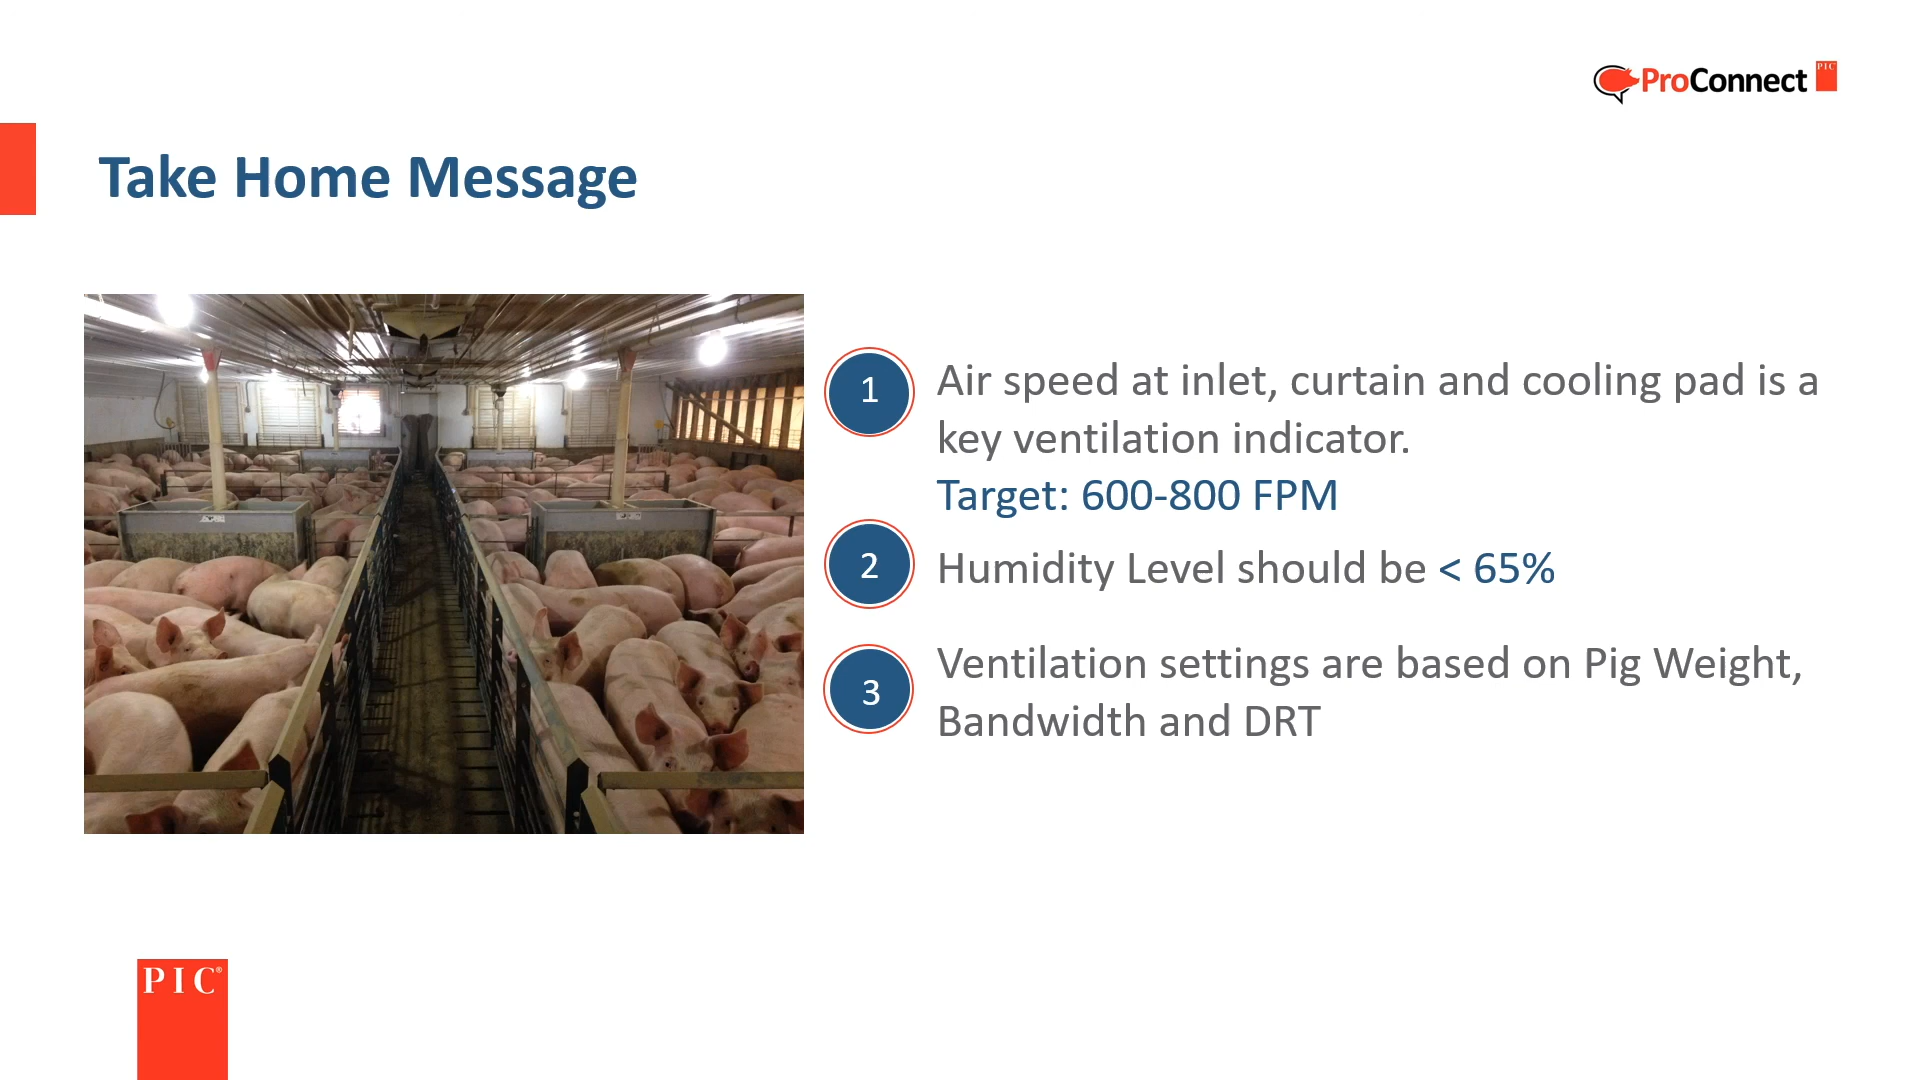 ProConnect PIC
Take Home Message
1
Air speed at inlet, curtain and cooling pad is a
key ventilation indicator.
Target: 600-800 FPM
2
Humidity Level should be < 65%
3
Ventilation settings are based on Pig Weight,
Bandwidth and DRT
PIC®